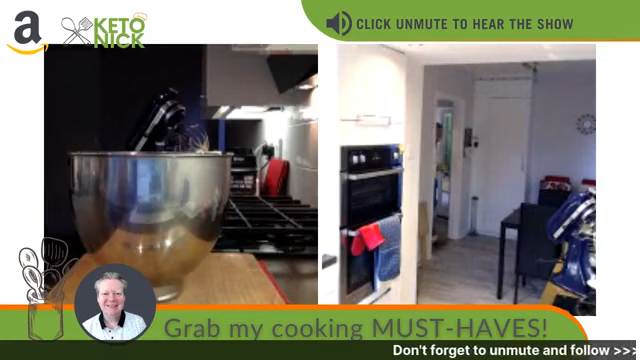 a
KETO
NICK
CLICK UNMUTE TO HEAR THE SHOW
Grab my cooking MUST-HAVES!
Don't forget to unmute and follow >>>